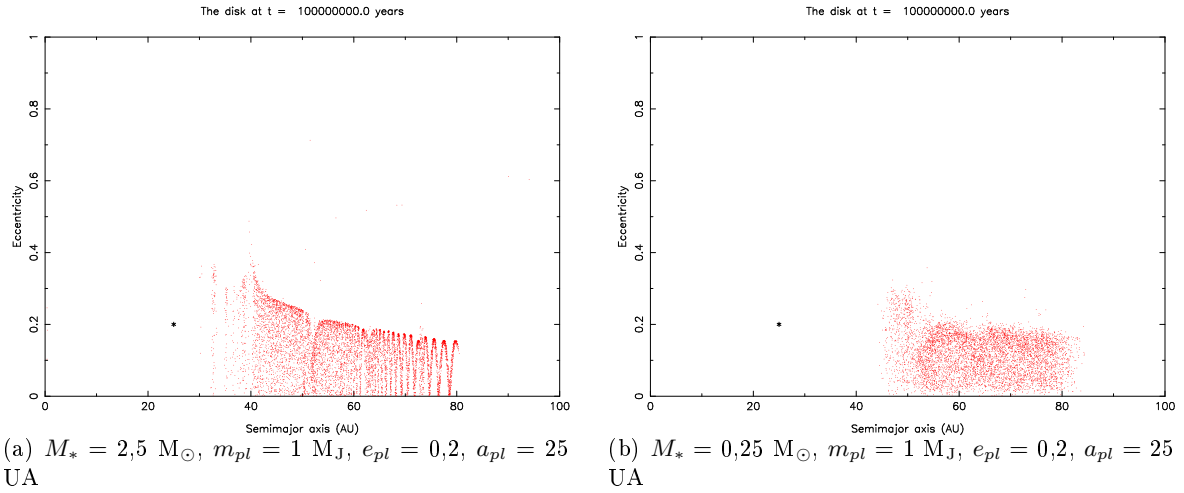 The disk at t = 100000000.0 years
1
0.8
0.6
0.4
0.2
0
Eccentricity
0 20 40 60 80 100
Semimajor axis (AU)
(a) M* = 2,5 M⊙, mpl = 1 MJ, epl = 0,2, apl = 25
UA
The disk at t = 100000000.0 years
1
0.8
0.6
0.4
0.2
0
Eccentricity
0 20 40 60 80 100
Semimajor axis (AU)
(b) M* = 0,25 M⊙, mpl = 1 MJ, epl = 0,2, apl = 25
UA